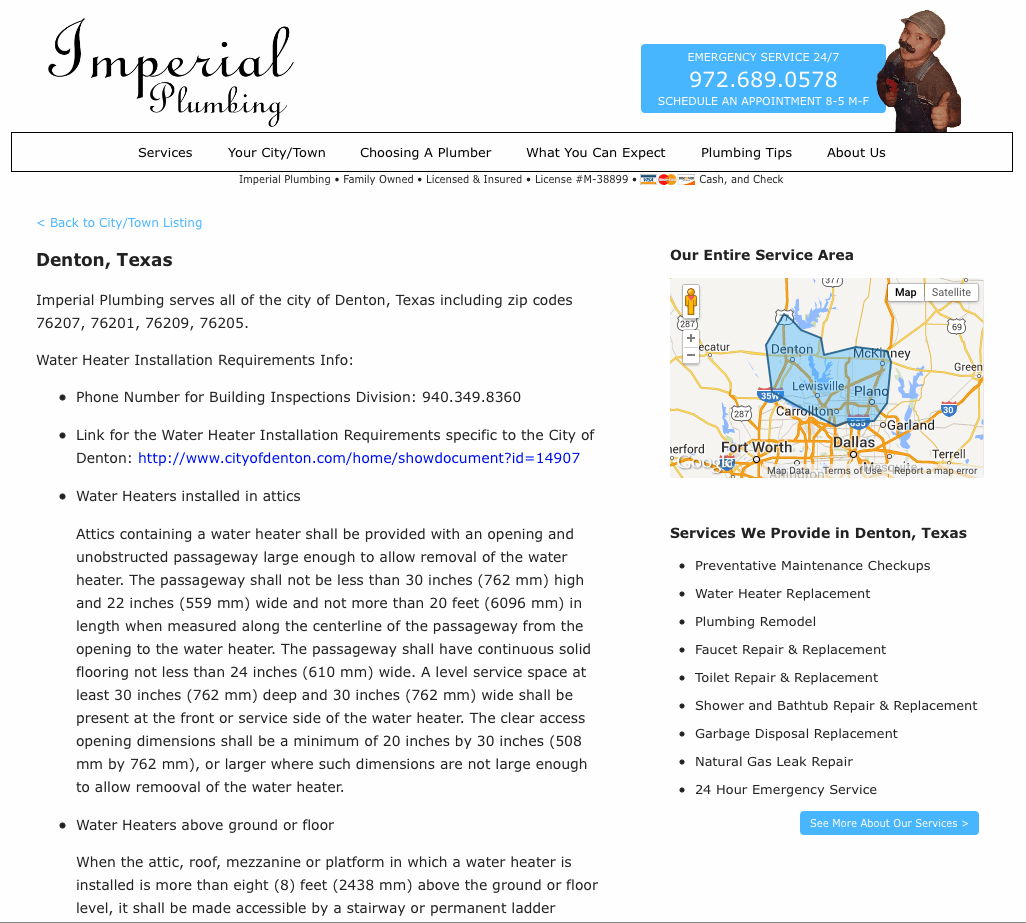 Imperial
Plumbing
EMERGENCY SERVICE 24/7
972.689.0578
SCHEDULE AN APPOINTMENT 8-5 M-F
Services Your City/Town Choosing A Plumber What You Can Expect Plumbing Tips About Us
Imperial Plumbing • Family Owned • Licensed & Insured • License #M-38899 • VISA Cash, and Check
< Back to City/Town Listing
Denton, Texas
Imperial Plumbing serves all of the city of Denton, Texas including zip codes
76207, 76201, 76209, 76205.
Water Heater Installation Requirements Info:
• Phone Number for Building Inspections Division: 940.349.8360
• Link for the Water Heater Installation Requirements specific to the City of
Denton: http://www.cityofdenton.com/home/showdocument?id=14907
• Water Heaters installed in attics
Attics containing a water heater shall be provided with an opening and
unobstructed passageway large enough to allow removal of the water
heater. The passageway shall not be less than 30 inches (762 mm) high
and 22 inches (559 mm) wide and not more than 20 feet (6096 mm) in
length when measured along the centerline of the passageway from the
opening to the water heater. The passageway shall have continuous solid
flooring not less than 24 inches (610 mm) wide. A level service space at
least 30 inches (762 mm) deep and 30 inches (762 mm) wide shall be
present at the front or service side of the water heater. The clear access
opening dimensions shall be a minimum of 20 inches by 30 inches (508
mm by 762 mm), or larger where such dimensions are not large enough
to allow remooval of the water heater.
• Water Heaters above ground or floor
When the attic, roof, mezzanine or platform in which a water heater is
installed is more than eight (8) feet (2438 mm) above the ground or floor
level, it shall be made accessible by a stairway or permanent ladder
Our Entire Service Area
377
Map Satellite
287
69
+
−
ecatur
Denton
McKinney
Green
Lewisville
Plano
35W
30
287
Carrollton
635
Garland
erford
Fort Worth
Dallas
Terrell
Google
Mesquite
Arlington
Map Data Terms of Use Report a map error
Services We Provide in Denton, Texas
• Preventative Maintenance Checkups
• Water Heater Replacement
• Plumbing Remodel
• Faucet Repair & Replacement
• Toilet Repair & Replacement
• Shower and Bathtub Repair & Replacement
• Garbage Disposal Replacement
• Natural Gas Leak Repair
• 24 Hour Emergency Service
See More About Our Services >